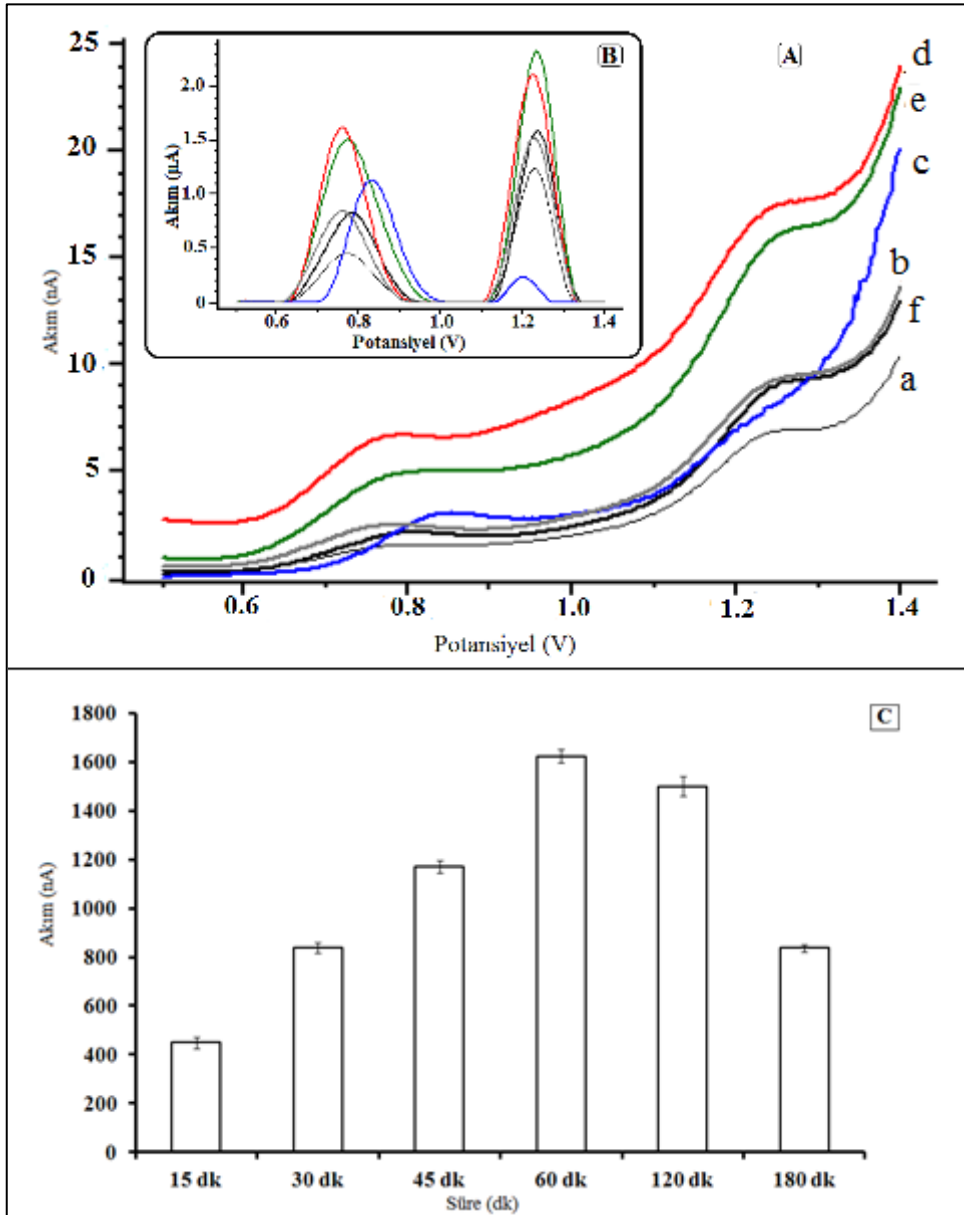 25
20
15
10
5
0
Akım (nA)
A
d
e
c
b
f
a
0.6 0.8 1.0 1.2 1.4
Potansiyel (V)
B
2.0
1.5
1.0
0.5
0
Akım (µA)
0.6 0.8 1.0 1.2 1.4
Potansiyel (V)
C
1800
1600
1400
1200
1000
800
600
400
200
0
Akım (nA)
15 dk 30 dk 45 dk 60 dk 120 dk 180 dk
Süre (dk)